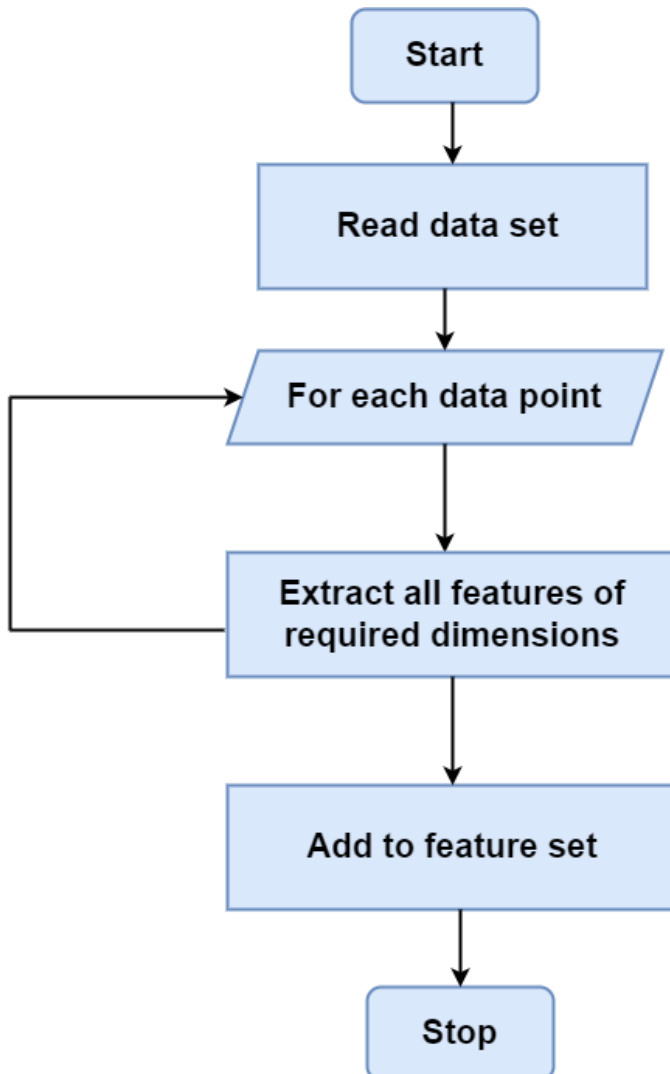 Start
Read data set
For each data point
Extract all features of
required dimensions
Add to feature set
Stop